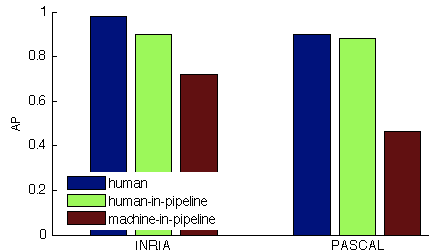 1
0.8
0.6
0.4
0.2
0
AP
human
human-in-pipeline
machine-in-pipeline
INRIA
PASCAL